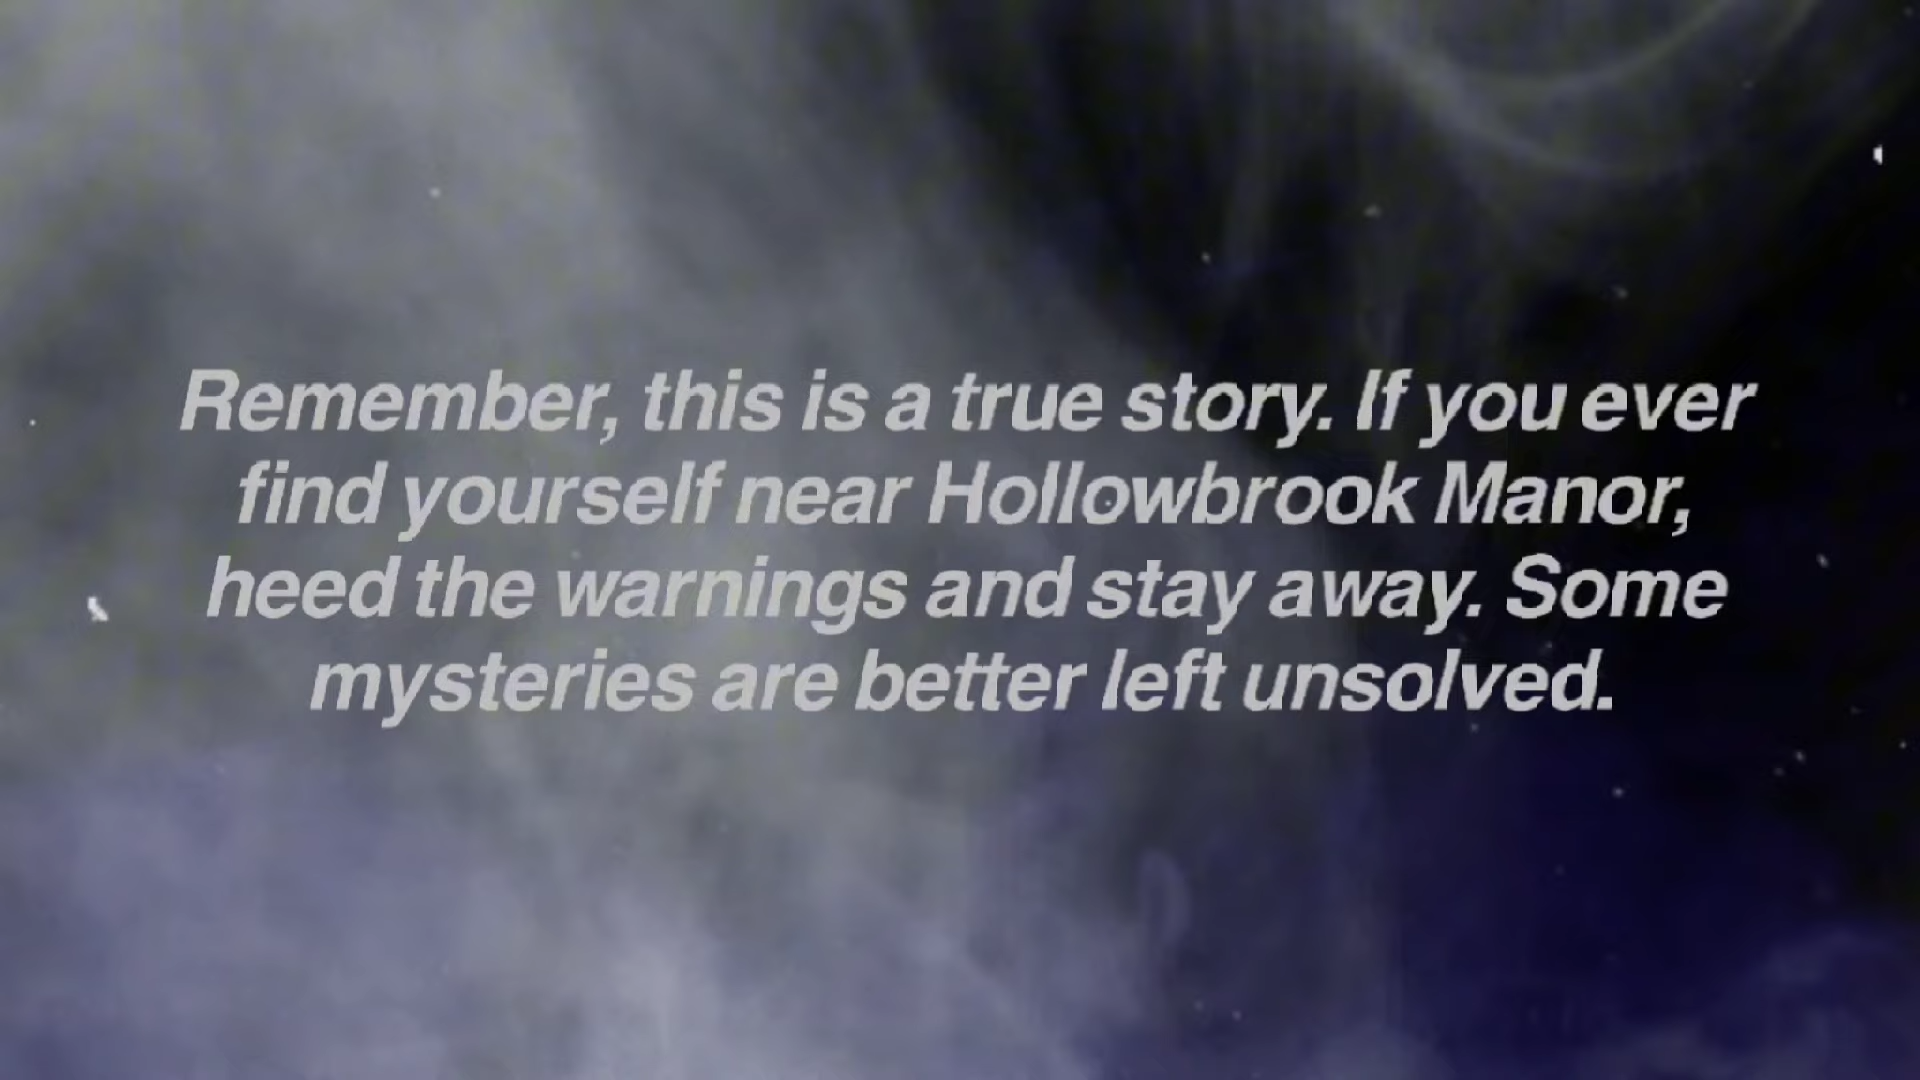 Remember, this is a true story. If you ever
find yourself near Hollowbrook Manor,
heed the warnings and stay away. Some
mysteries are better left unsolved.